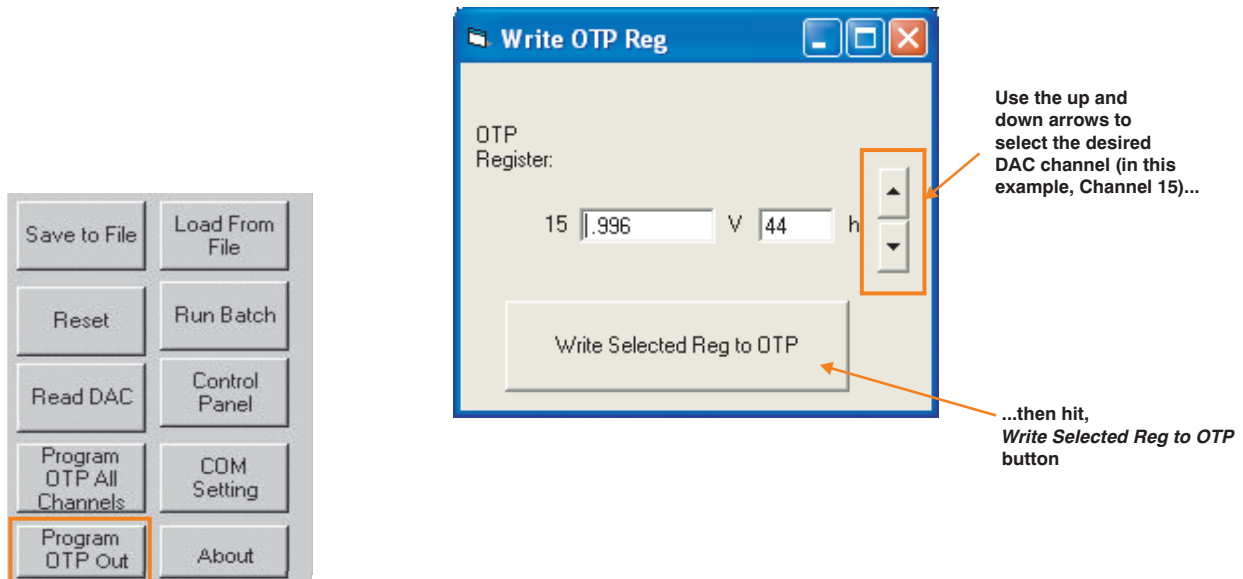 Write OTP Reg
OTP
Register:
15 .996 V 44 h
Write Selected Reg to OTP
Use the up and
down arrows to
select the desired
DAC channel (in this
example, Channel 15)...
...then hit,
Write Selected Reg to OTP
button
Save to File
Load From
File
Reset
Run Batch
Read DAC
Control
Panel
Program
OTP All
Channels
COM
Setting
Program
OTP Out
About